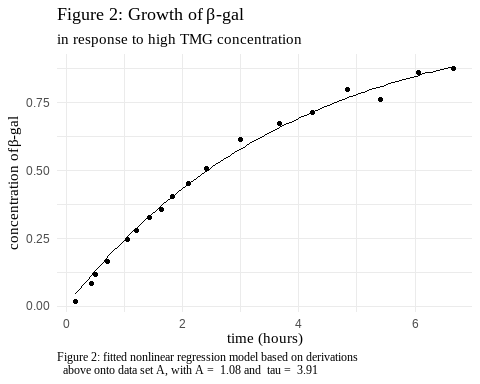 Figure 2: Growth of β-gal
in response to high TMG concentration
concentration of β-gal
0.75
0.50
0.25
0.00
0 2 4 6
time (hours)
Figure 2: fitted nonlinear regression model based on derivations
above onto data set A, with A = 1.08 and tau = 3.91